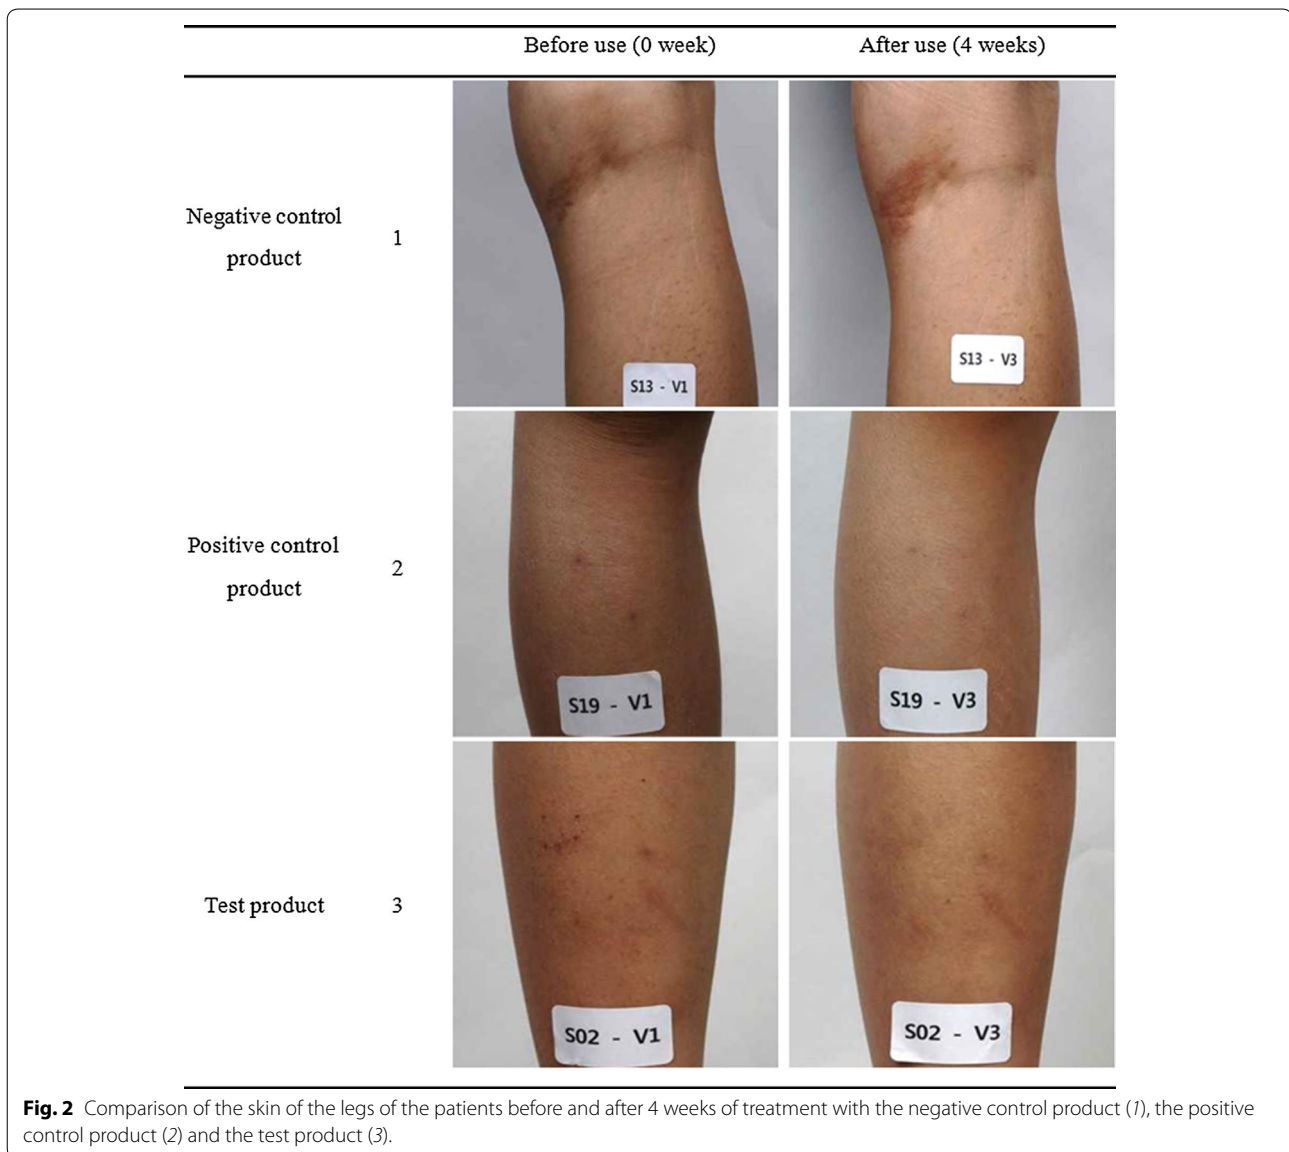 Before use (0 week) After use (4 weeks)
Negative control
product
1
S13 - V1
S13 - V3
Positive control
product
2
S19 - V1
S19 - V3
Test product 3
S02 - V1
S02 - V3
Fig. 2 Comparison of the skin of the legs of the patients before and after 4 weeks of treatment with the negative control product (1), the positive
control product (2) and the test product (3).